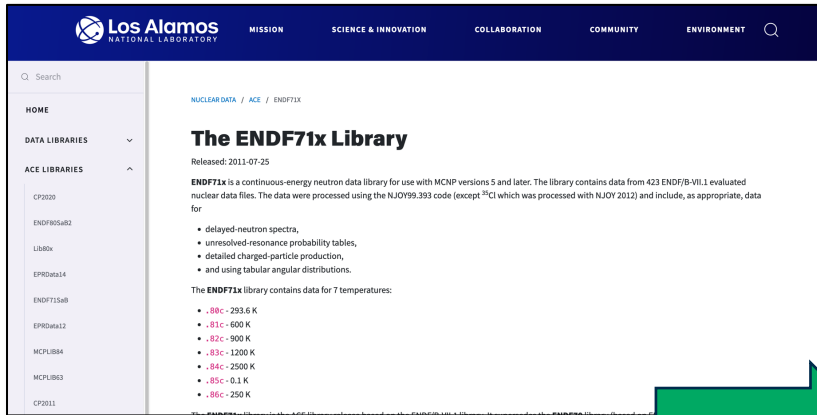 Los Alamos
NATIONAL LABORATORY
MISSION
SCIENCE & INNOVATION
COLLABORATION
COMMUNITY
ENVIRONMENT
Search
HOME
DATA LIBRARIES
ACE LIBRARIES
CP2020
ENDF80SaB2
Lib80x
EPRData14
ENDF71SaB
EPRData12
MCPLIB84
MCPLIB63
CP2011
NUCLEAR DATA / ACE / ENDF71X
The ENDF71x Library
Released: 2011-07-25
ENDF71x is a continuous-energy neutron data library for use with MCNP versions 5 and later. The library contains data from 423 ENDF/B-VII.1 evaluated
nuclear data files. The data were processed using the NJOY99.393 code (except ³⁵Cl which was processed with NJOY 2012) and include, as appropriate, data
for
• delayed-neutron spectra,
• unresolved-resonance probability tables,
• detailed charged-particle production,
• and using tabular angular distributions.
The ENDF71x library contains data for 7 temperatures:
• .80c - 293.6 K
• .81c - 600 K
• .82c - 900 K
• .83c - 1200 K
• .84c - 2500 K
• .85c - 0.1 K
• .86c - 250 K